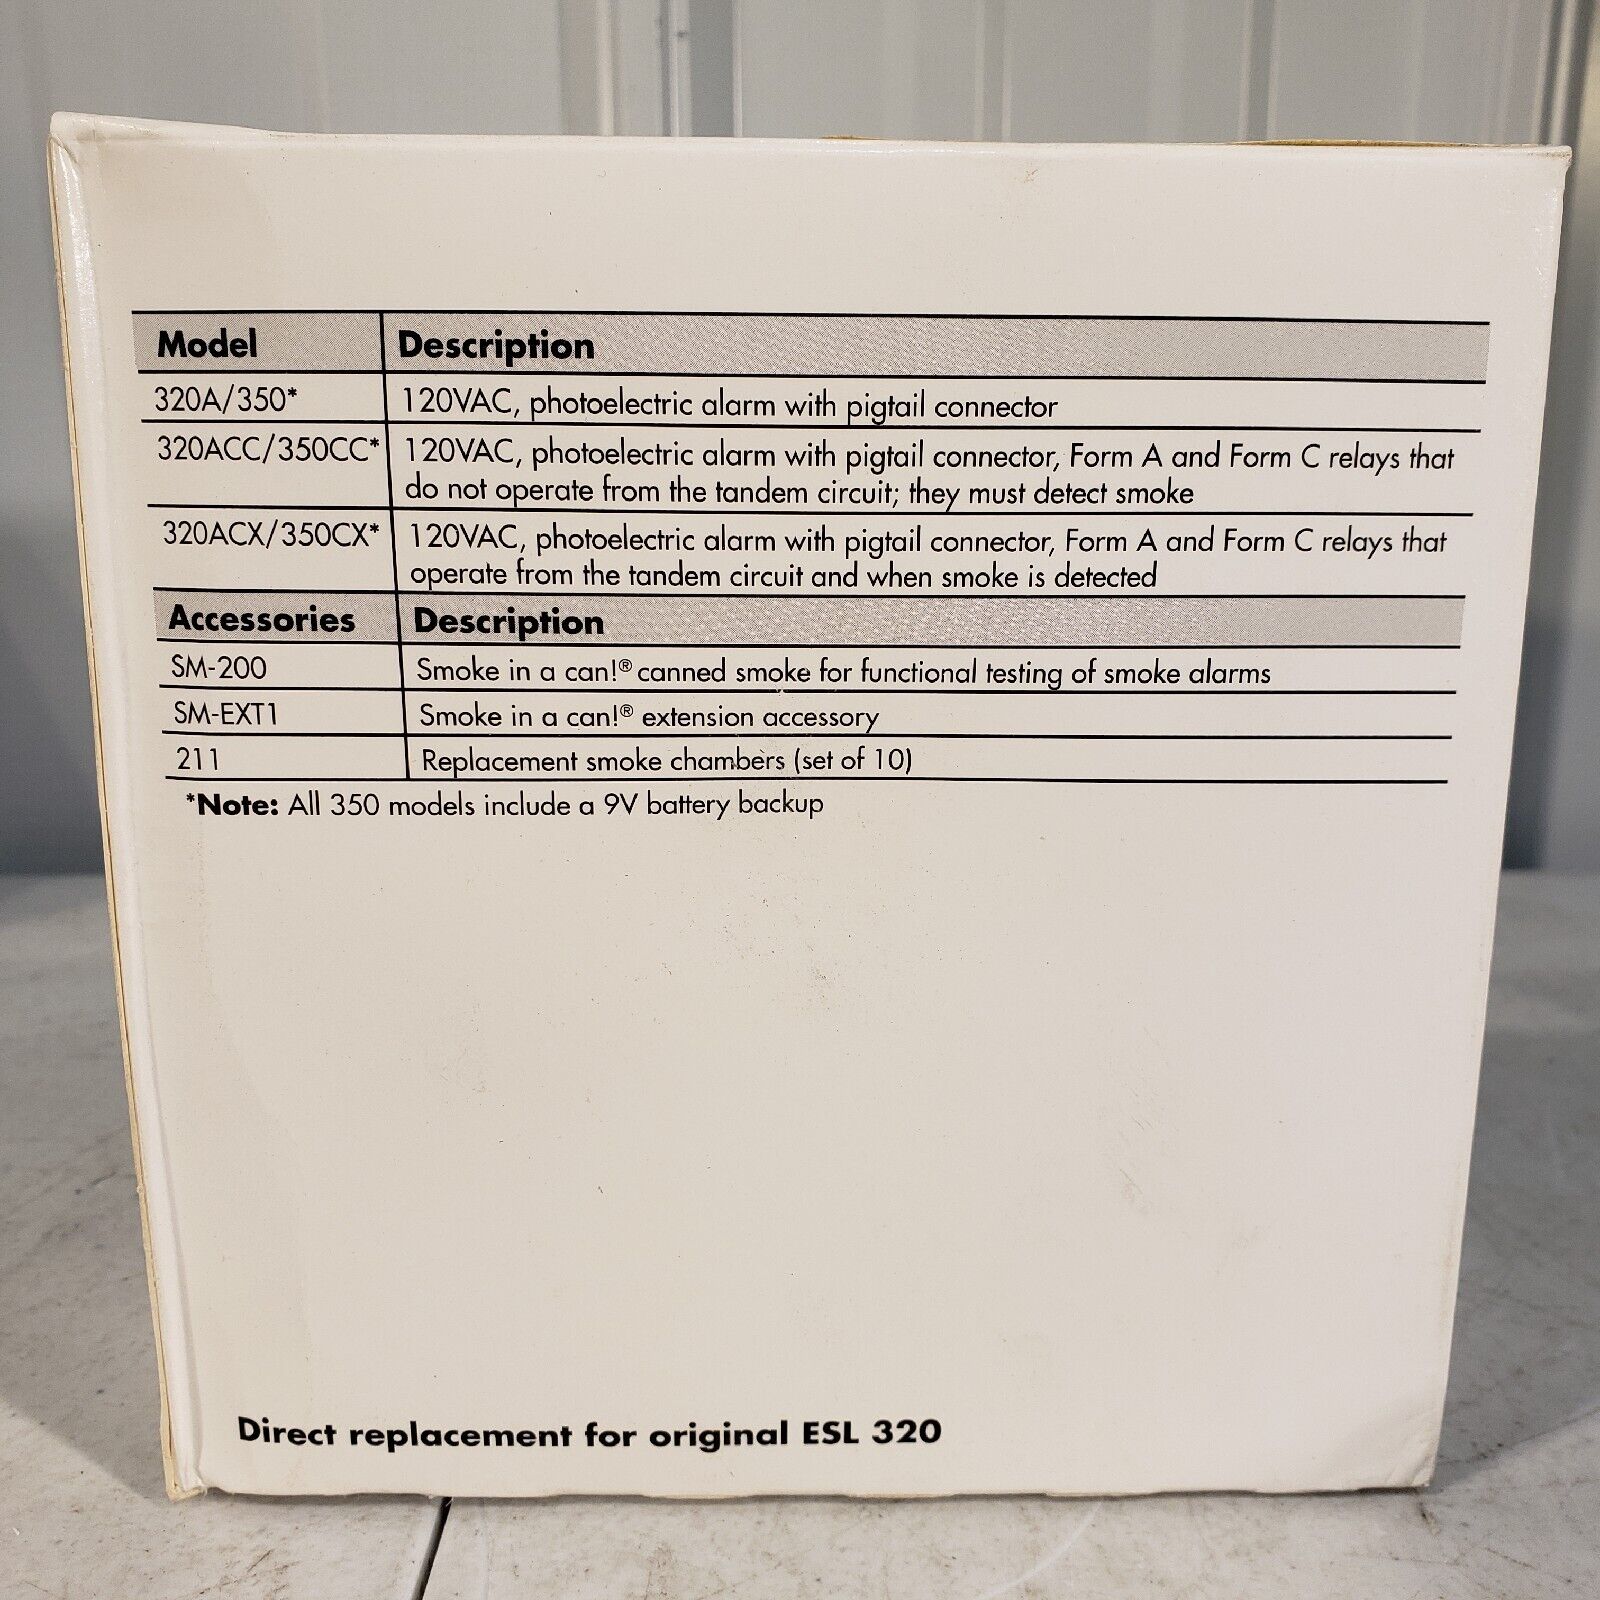 Model Description
320A/350* 120VAC, photoelectric alarm with pigtail connector
320ACC/350CC* 120VAC, photoelectric alarm with pigtail connector, Form A and Form C relays that
do not operate from the tandem circuit; they must detect smoke
320ACX/350CX* 120VAC, photoelectric alarm with pigtail connector, Form A and Form C relays that
operate from the tandem circuit and when smoke is detected
Accessories Description
SM-200 Smoke in a can!® canned smoke for functional testing of smoke alarms
SM-EXT1 Smoke in a can!® extension accessory
211 Replacement smoke chambers (set of 10)
*Note: All 350 models include a 9V battery backup
Direct replacement for original ESL 320